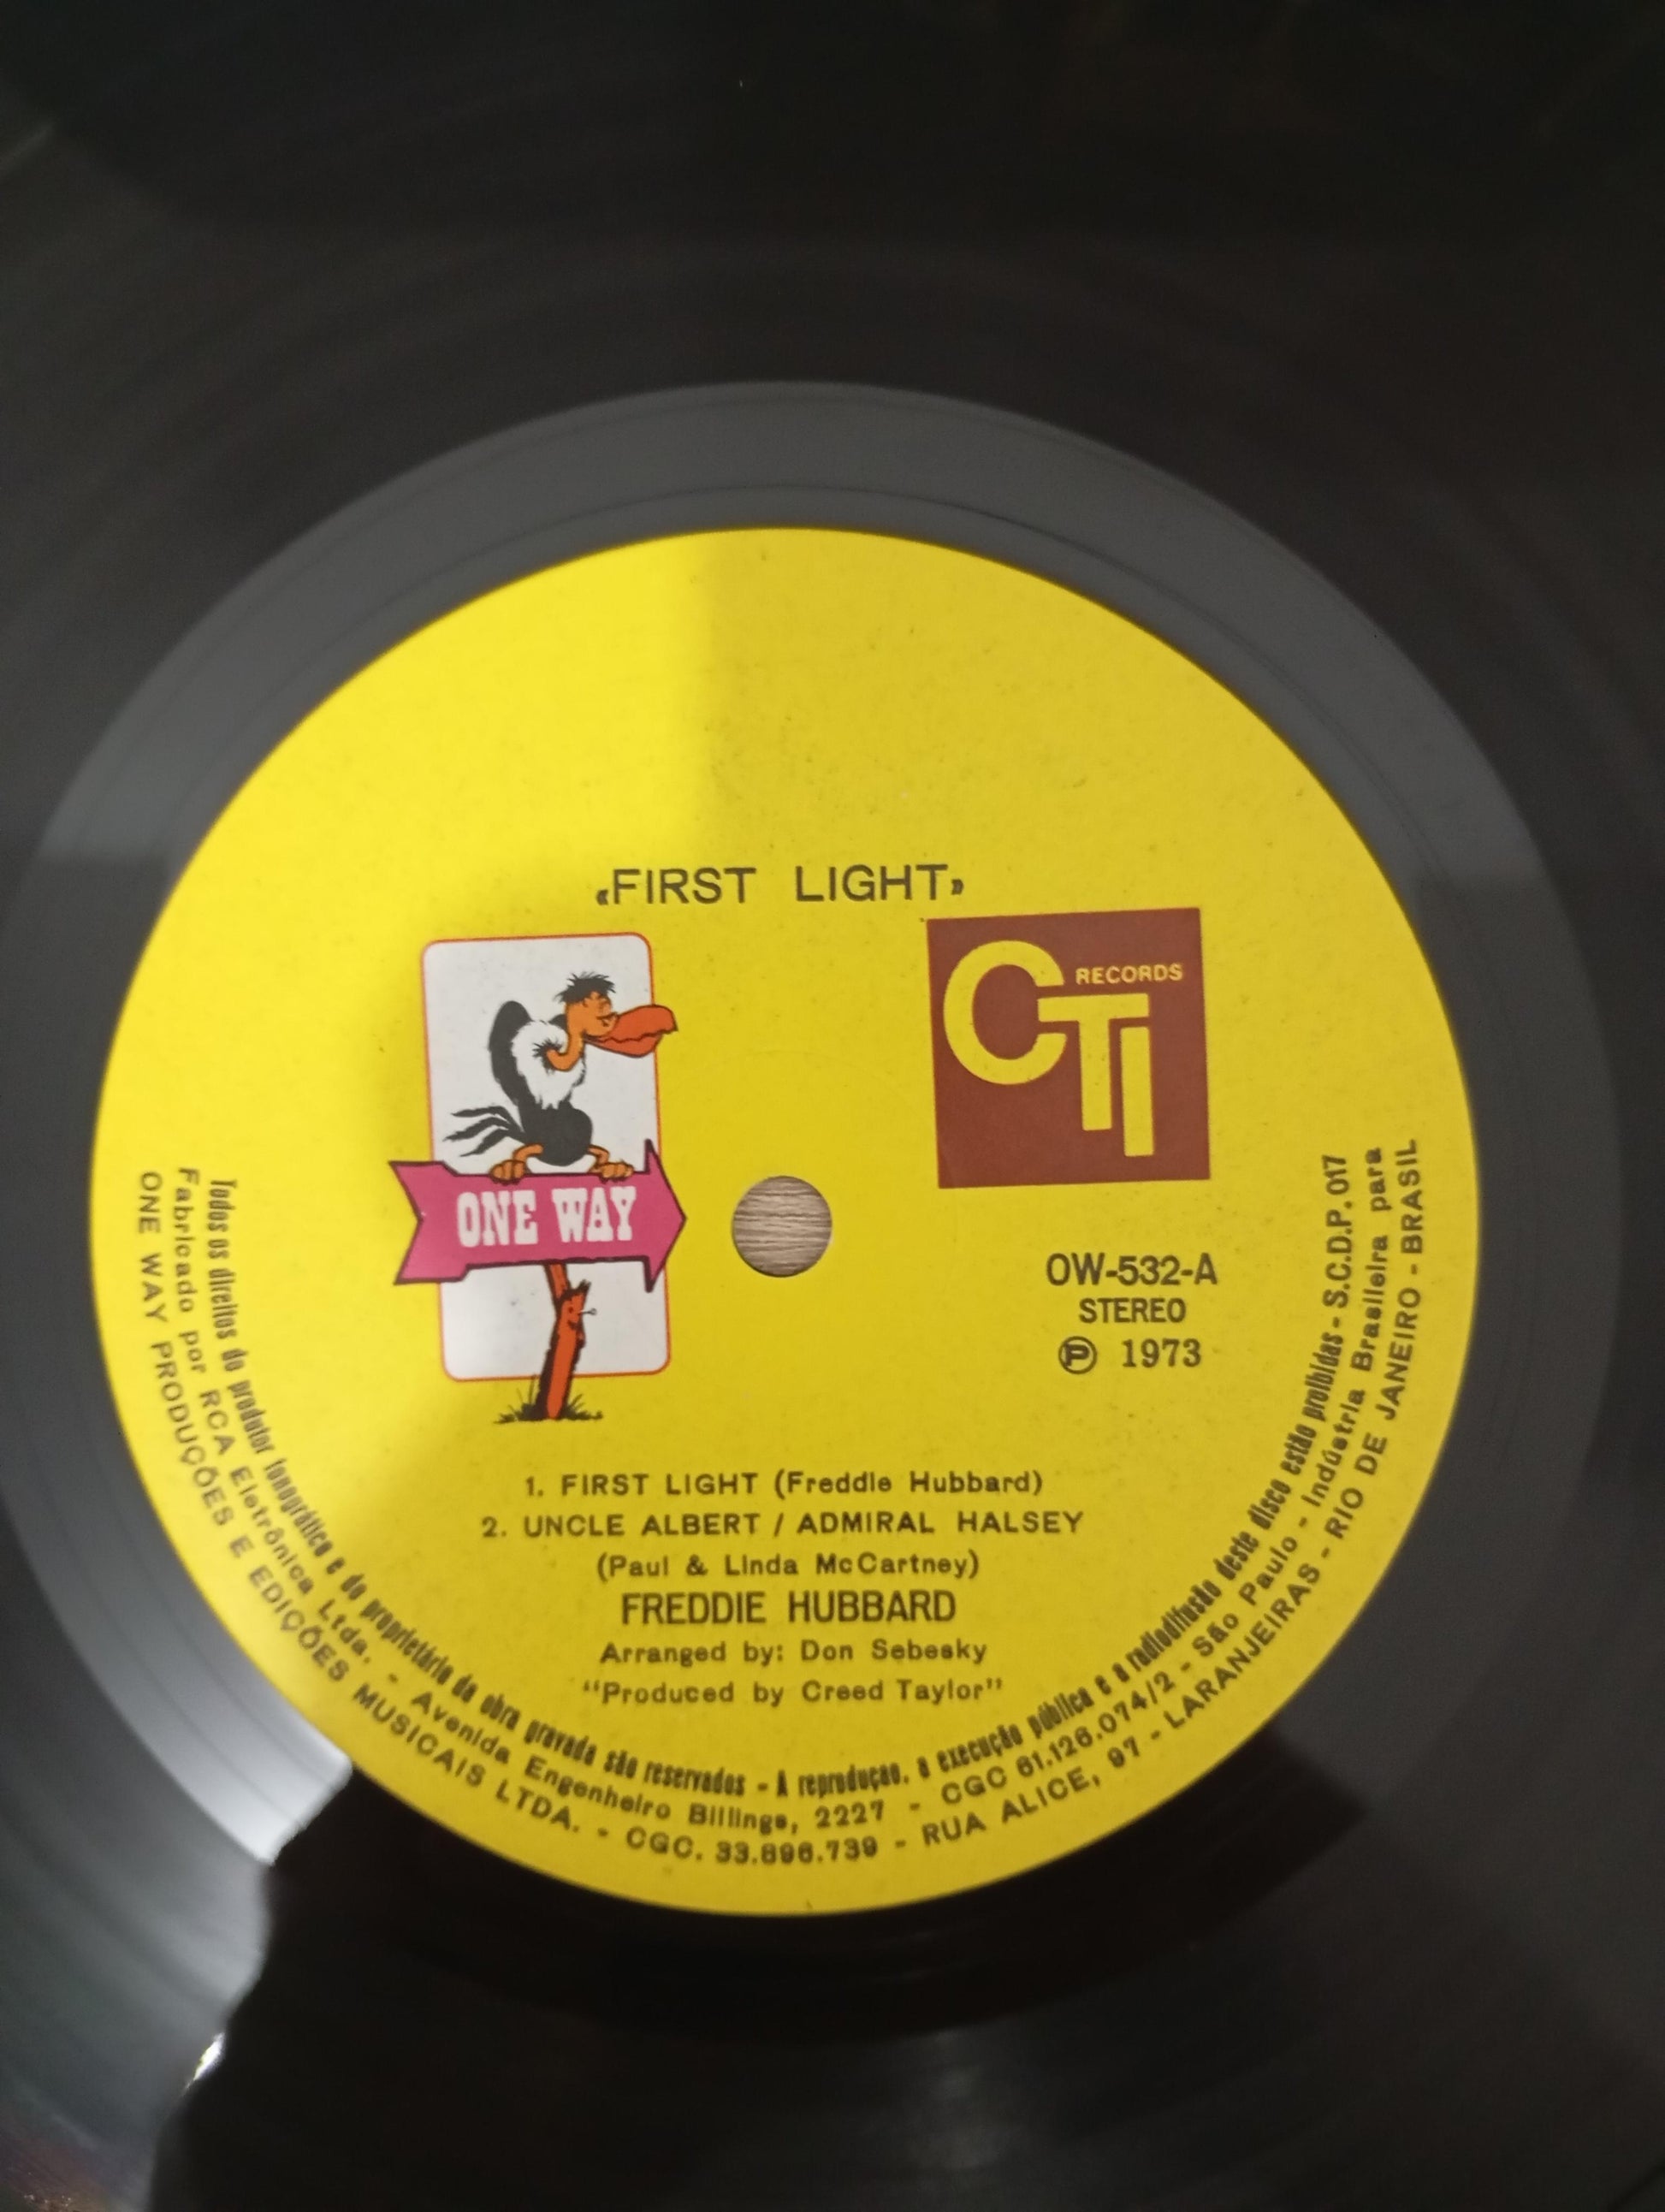 «FIRST LIGHT»
CTI RECORDS
ONE WAY
OW-532-A
STEREO
Ⓟ 1973
1. FIRST LIGHT (Freddie Hubbard)
2. UNCLE ALBERT / ADMIRAL HALSEY
(Paul & Linda McCartney)
FREDDIE HUBBARD
Arranged by: Don Sebesky
"Produced by Creed Taylor"
Todos os direitos do produtor fonográfico e do proprietário da obra gravada são reservados - A reprodução, a execução pública e a radiodifusão deste disco estão proibidas - S.C.D.P. 017
Fabricado por RCA Eletrônica Ltda. - Avenida Engenheiro Billings, 2227 - CGC 61.126.074/2 - São Paulo - Indústria Brasileira para
ONE WAY PRODUÇÕES E EDIÇÕES MUSICAIS LTDA. - CGC. 33.896.739 - RUA ALICE, 97 - LARANJEIRAS - RIO DE JANEIRO - BRASIL